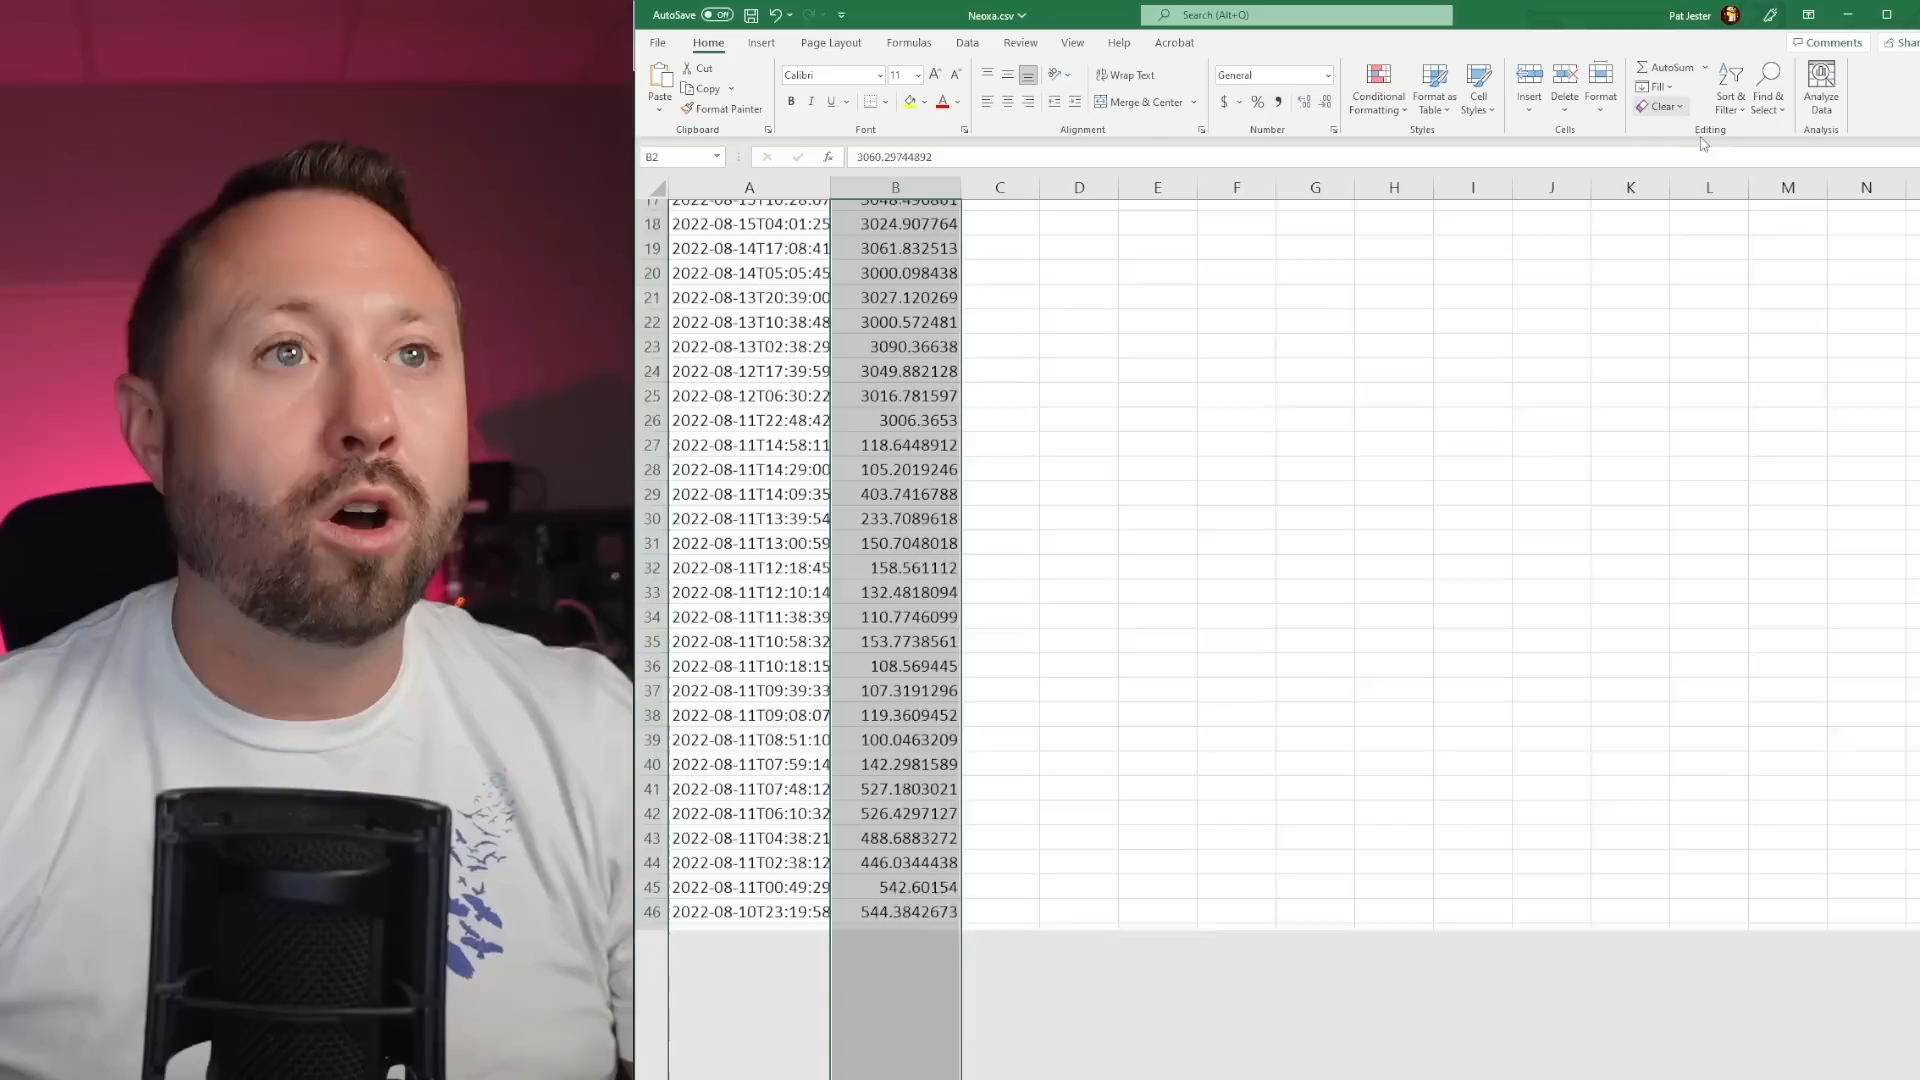 AutoSave Off Neoxa.csv Search (Alt+Q) Pat Jester
File Home Insert Page Layout Formulas Data Review View Help Acrobat Comments Shar
Paste Cut Copy Format Painter Clipboard
Calibri 11 B I U Font
Wrap Text Merge & Center Alignment
General $ % , Number
Conditional Formatting Format as Table Cell Styles Styles
Insert Delete Format Cells
AutoSum Fill Clear Sort & Filter Find & Select Editing
Analyze Data Analysis
B2 fx 3060.29744892
A B C D E F G H I J K L M N
18 2022-08-15T04:01:25 3024.907764
19 2022-08-14T17:08:41 3061.832513
20 2022-08-14T05:05:45 3000.098438
21 2022-08-13T20:39:00 3027.120269
22 2022-08-13T10:38:48 3000.572481
23 2022-08-13T02:38:29 3090.36638
24 2022-08-12T17:39:59 3049.882128
25 2022-08-12T06:30:22 3016.781597
26 2022-08-11T22:48:42 3006.3653
27 2022-08-11T14:58:11 118.6448912
28 2022-08-11T14:29:00 105.2019246
29 2022-08-11T14:09:35 403.7416788
30 2022-08-11T13:39:54 233.7089618
31 2022-08-11T13:00:59 150.7048018
32 2022-08-11T12:18:45 158.561112
33 2022-08-11T12:10:14 132.4818094
34 2022-08-11T11:38:39 110.7746099
35 2022-08-11T10:58:32 153.7738561
36 2022-08-11T10:18:15 108.569445
37 2022-08-11T09:39:33 107.3191296
38 2022-08-11T09:08:07 119.3609452
39 2022-08-11T08:51:10 100.0463209
40 2022-08-11T07:59:14 142.2981589
41 2022-08-11T07:48:12 527.1803021
42 2022-08-11T06:10:32 526.4297127
43 2022-08-11T04:38:21 488.6883272
44 2022-08-11T02:38:12 446.0344438
45 2022-08-11T00:49:29 542.60154
46 2022-08-10T23:19:58 544.3842673